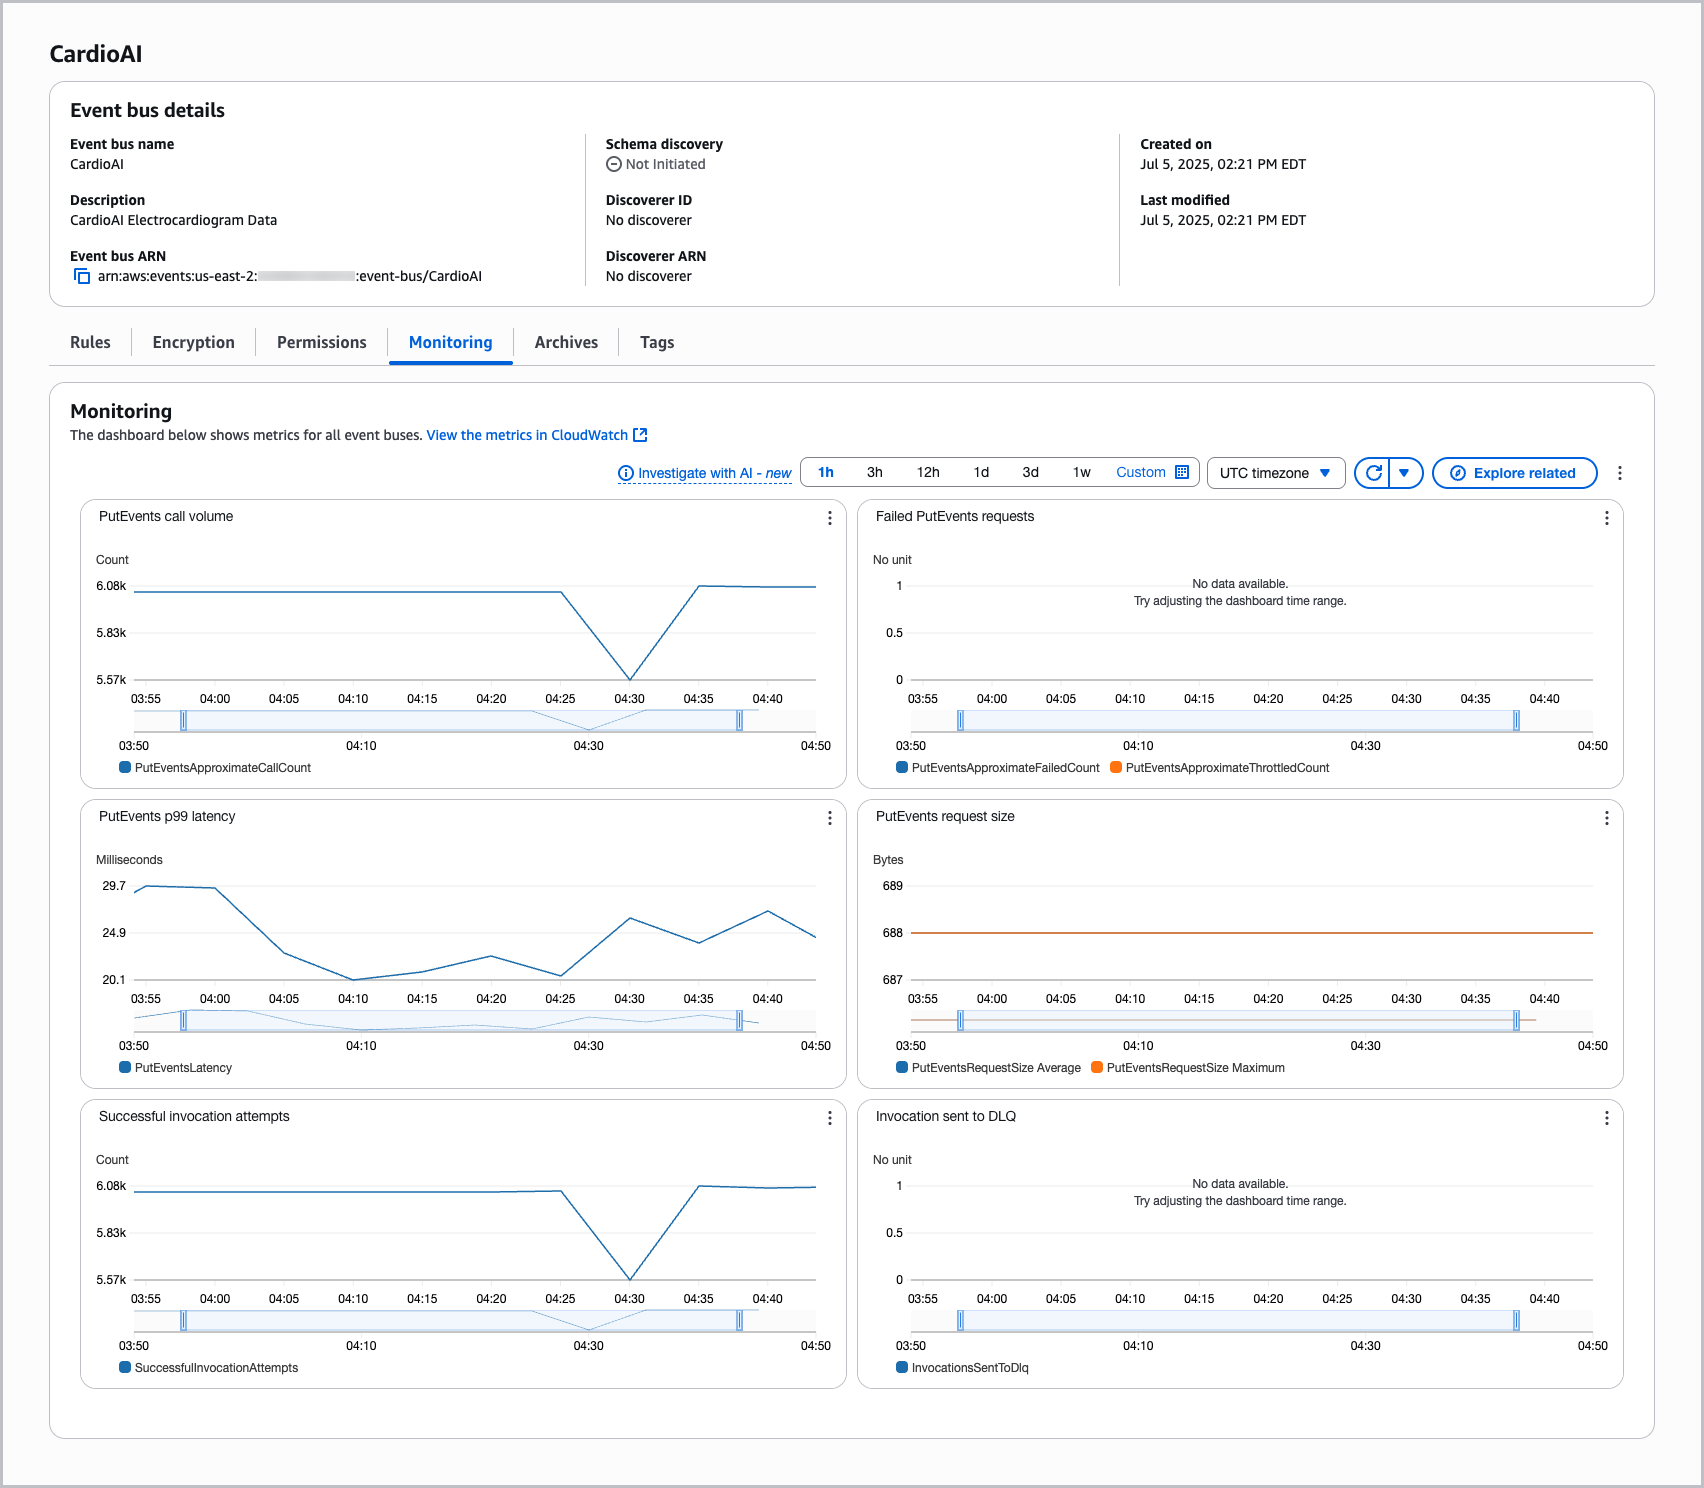 CardioAI
Event bus details
Event bus name
CardioAI
Description
CardioAI Electrocardiogram Data
Event bus ARN
arn:aws:events:us-east-2: :event-bus/CardioAI
Schema discovery
Not Initiated
Discoverer ID
No discoverer
Discoverer ARN
No discoverer
Created on
Jul 5, 2025, 02:21 PM EDT
Last modified
Jul 5, 2025, 02:21 PM EDT
Rules Encryption Permissions Monitoring Archives Tags
Monitoring
The dashboard below shows metrics for all event buses. View the metrics in CloudWatch
Investigate with AI - new 1h 3h 12h 1d 3d 1w Custom UTC timezone Explore related
PutEvents call volume
Count
6.08k
5.83k
5.57k
03:55 04:00 04:05 04:10 04:15 04:20 04:25 04:30 04:35 04:40
03:50 04:10 04:30 04:50
PutEventsApproximateCallCount
Failed PutEvents requests
No unit
No data available.
Try adjusting the dashboard time range.
1
0.5
0
03:55 04:00 04:05 04:10 04:15 04:20 04:25 04:30 04:35 04:40
03:50 04:10 04:30 04:50
PutEventsApproximateFailedCount PutEventsApproximateThrottledCount
PutEvents p99 latency
Milliseconds
29.7
24.9
20.1
03:55 04:00 04:05 04:10 04:15 04:20 04:25 04:30 04:35 04:40
03:50 04:10 04:30 04:50
PutEventsLatency
PutEvents request size
Bytes
689
688
687
03:55 04:00 04:05 04:10 04:15 04:20 04:25 04:30 04:35 04:40
03:50 04:10 04:30 04:50
PutEventsRequestSize Average PutEventsRequestSize Maximum
Successful invocation attempts
Count
6.08k
5.83k
5.57k
03:55 04:00 04:05 04:10 04:15 04:20 04:25 04:30 04:35 04:40
03:50 04:10 04:30 04:50
SuccessfulInvocationAttempts
Invocation sent to DLQ
No unit
No data available.
Try adjusting the dashboard time range.
1
0.5
0
03:55 04:00 04:05 04:10 04:15 04:20 04:25 04:30 04:35 04:40
03:50 04:10 04:30 04:50
InvocationsSentToDlq